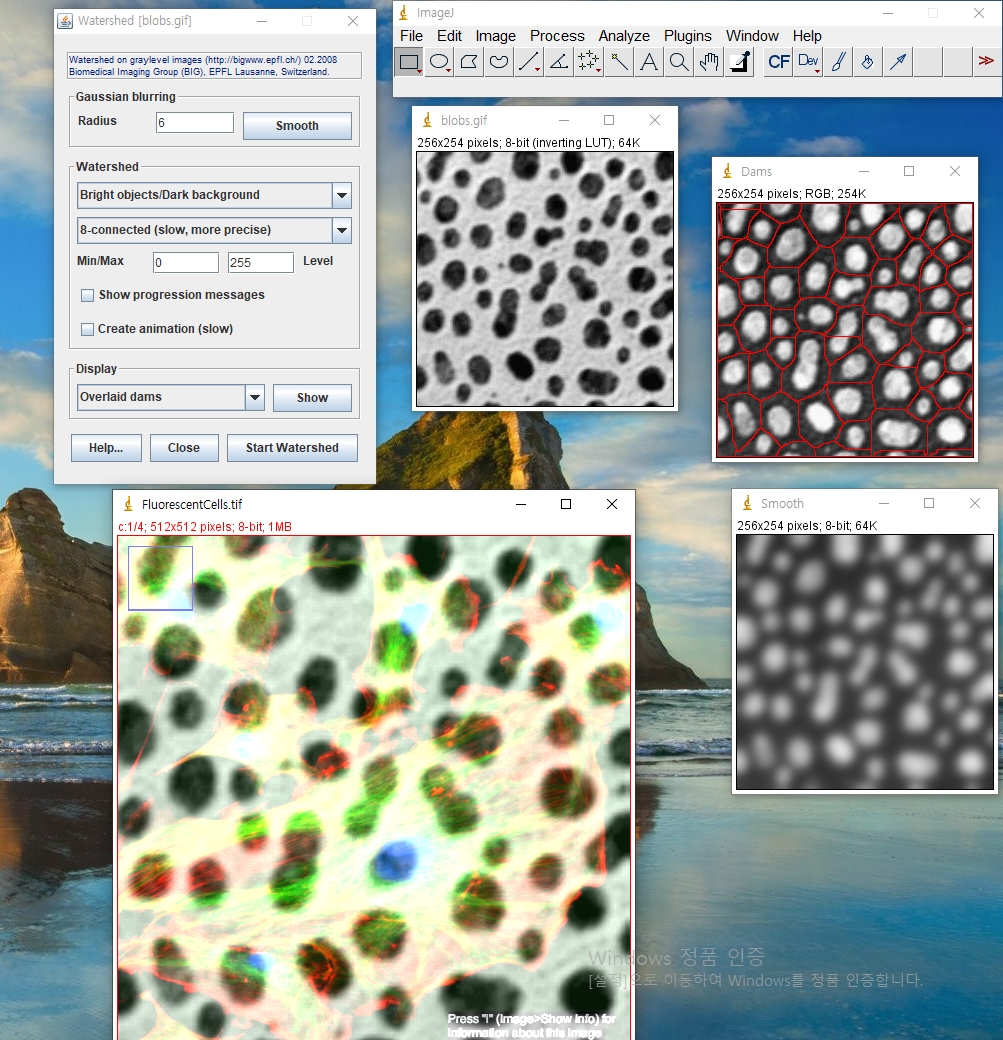 Watershed [blobs.gif]
Watershed on graylevel images (http://bigwww.epfl.ch/) 02.2008
Biomedical Imaging Group (BIG), EPFL Lausanne, Switzerland.
Gaussian blurring
Radius
6
Smooth
Watershed
Bright objects/Dark background
8-connected (slow, more precise)
Min/Max
0
255
Level
Show progression messages
Create animation (slow)
Display
Overlaid dams
Show
Help...
Close
Start Watershed
ImageJ
File Edit Image Process Analyze Plugins Window Help
A
CF
Dev
>>
blobs.gif
256x254 pixels; 8-bit (inverting LUT); 64K
Dams
256x254 pixels; RGB; 254K
FluorescentCells.tif
c:1/4; 512x512 pixels; 8-bit; 1MB
Press "i" (Image>Show Info) for
information about this image
Smooth
256x254 pixels; 8-bit; 64K
Windows 정품 인증
[설정]으로 이동하여 Windows를 정품 인증합니다.